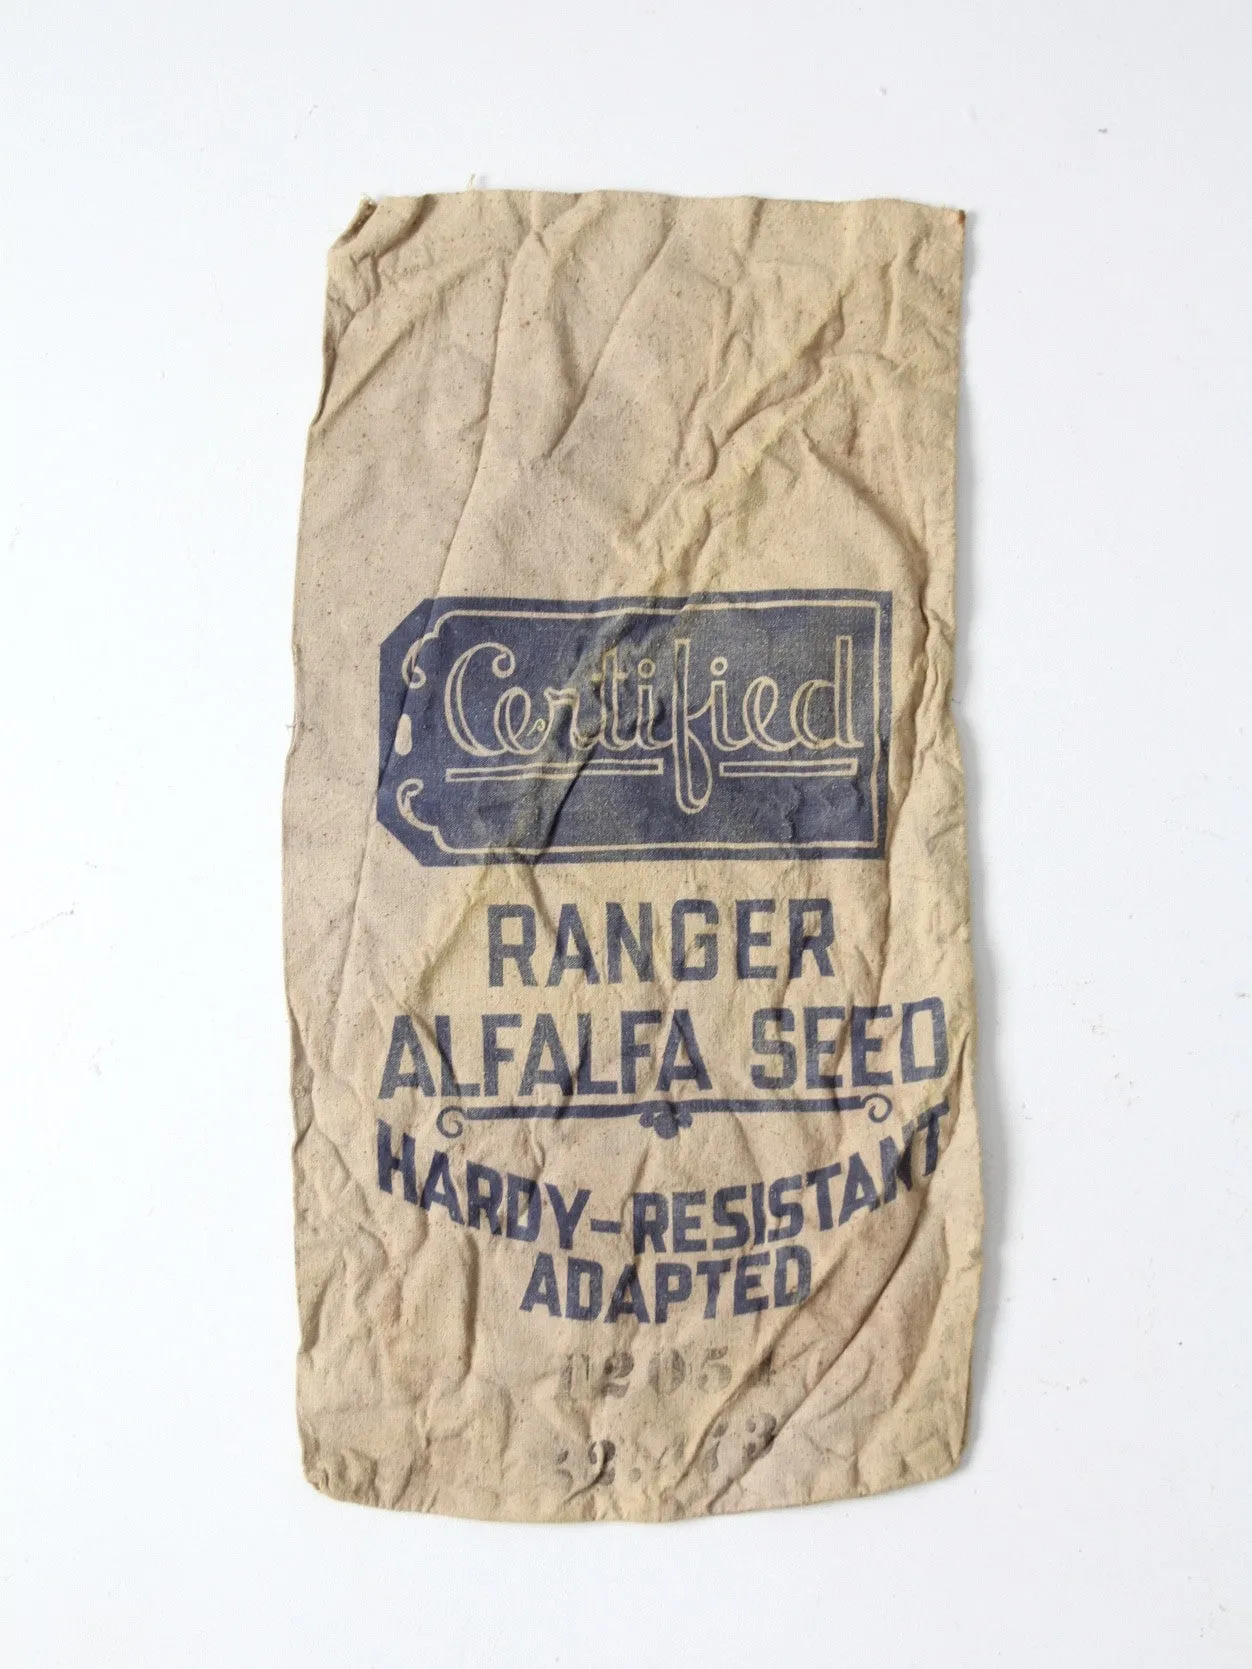 Certified
RANGER
ALFALFA SEED
HARDY-RESISTANT
ADAPTED